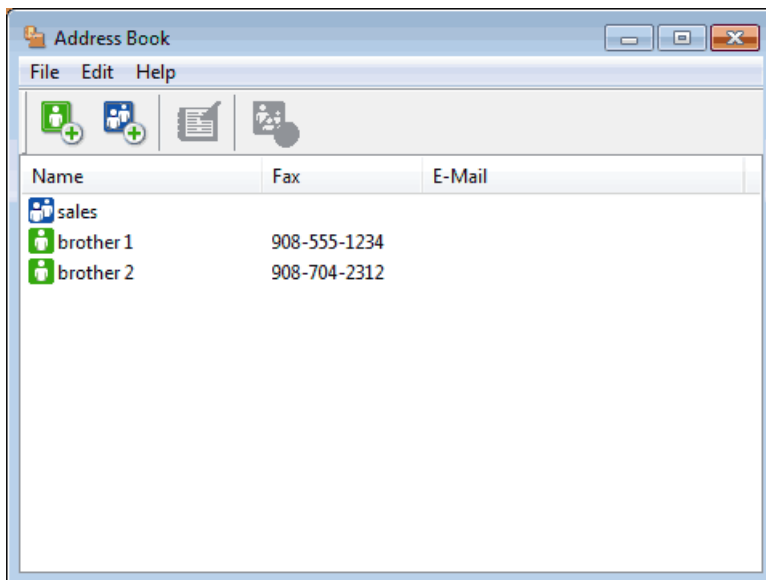 Address Book
File Edit Help
Name Fax E-Mail
sales
brother 1 908-555-1234
brother 2 908-704-2312